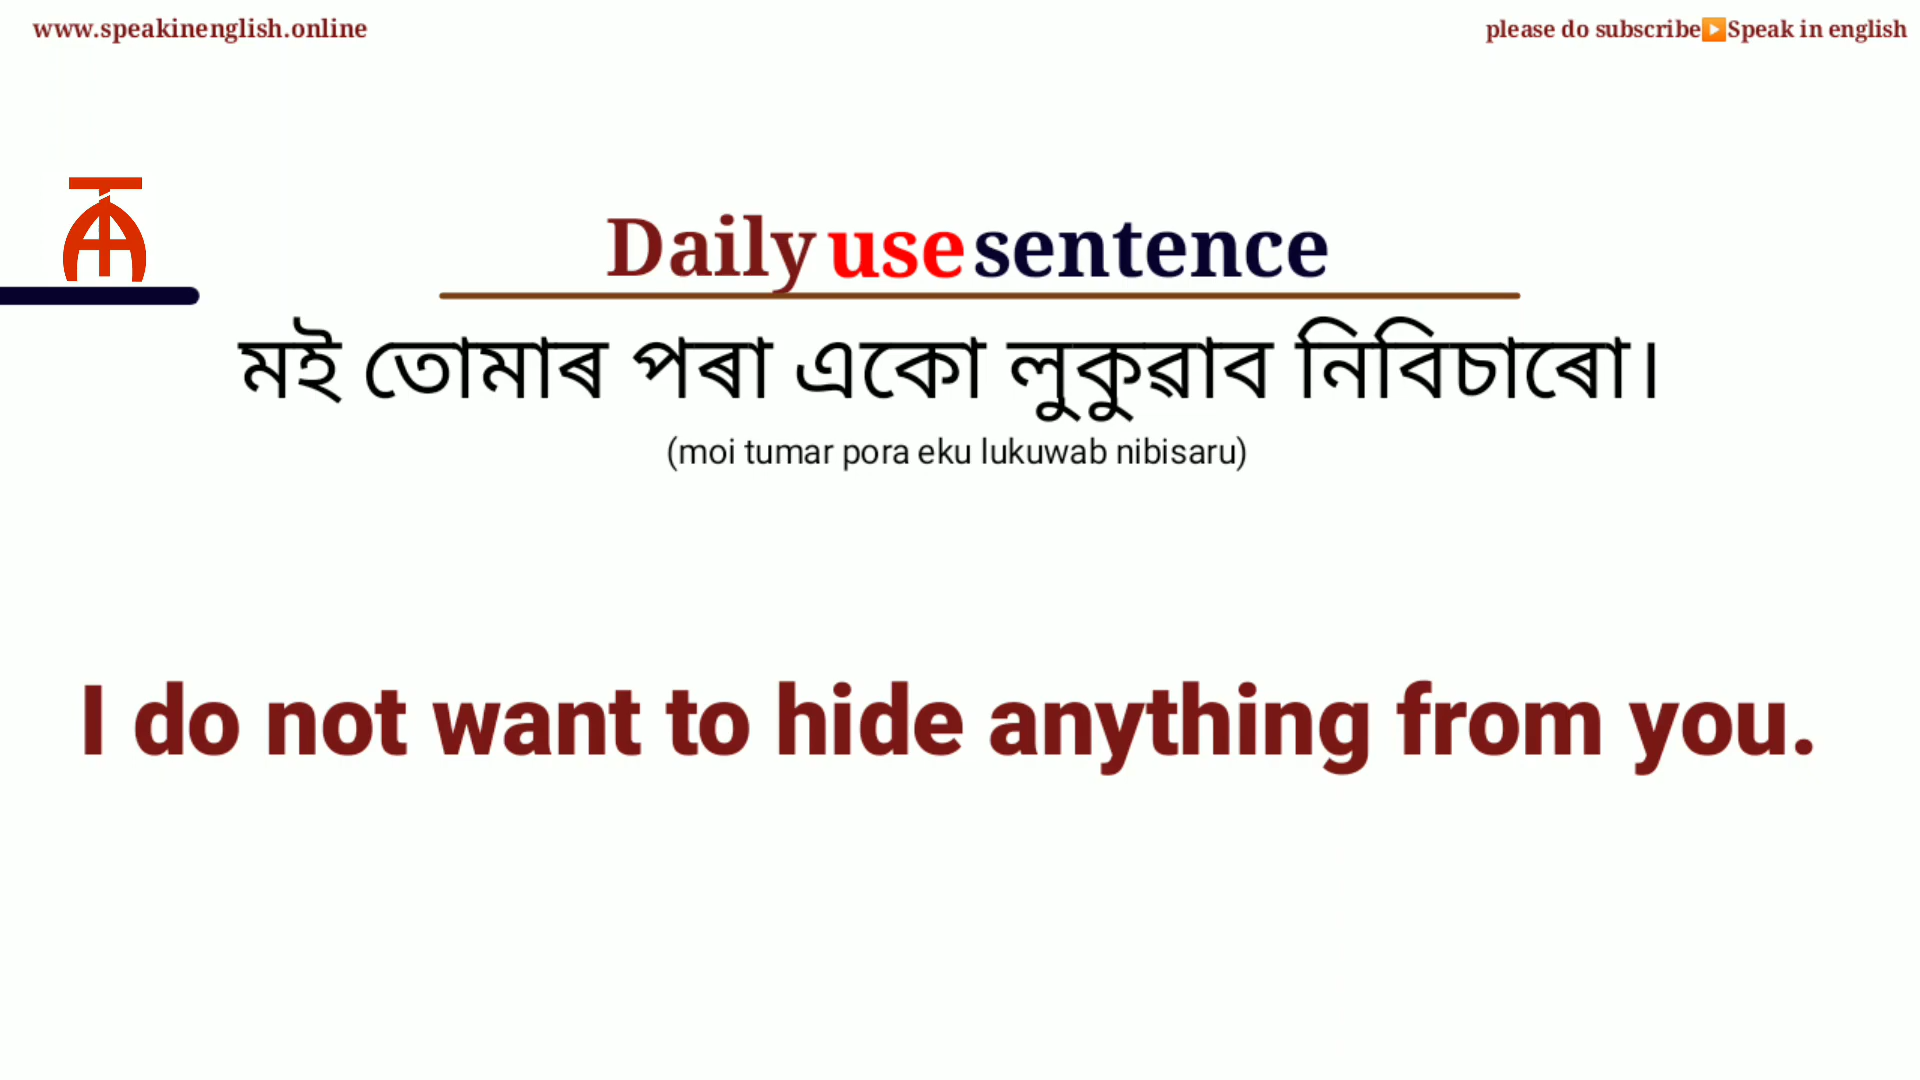 www.speakinenglish.online
please do subscribe▶️Speak in english
Daily use sentence
মই তোমাৰ পৰা একো লুকুৱাব নিবিচাৰো।
(moi tumar pora eku lukuwab nibisaru)
I do not want to hide anything from you.